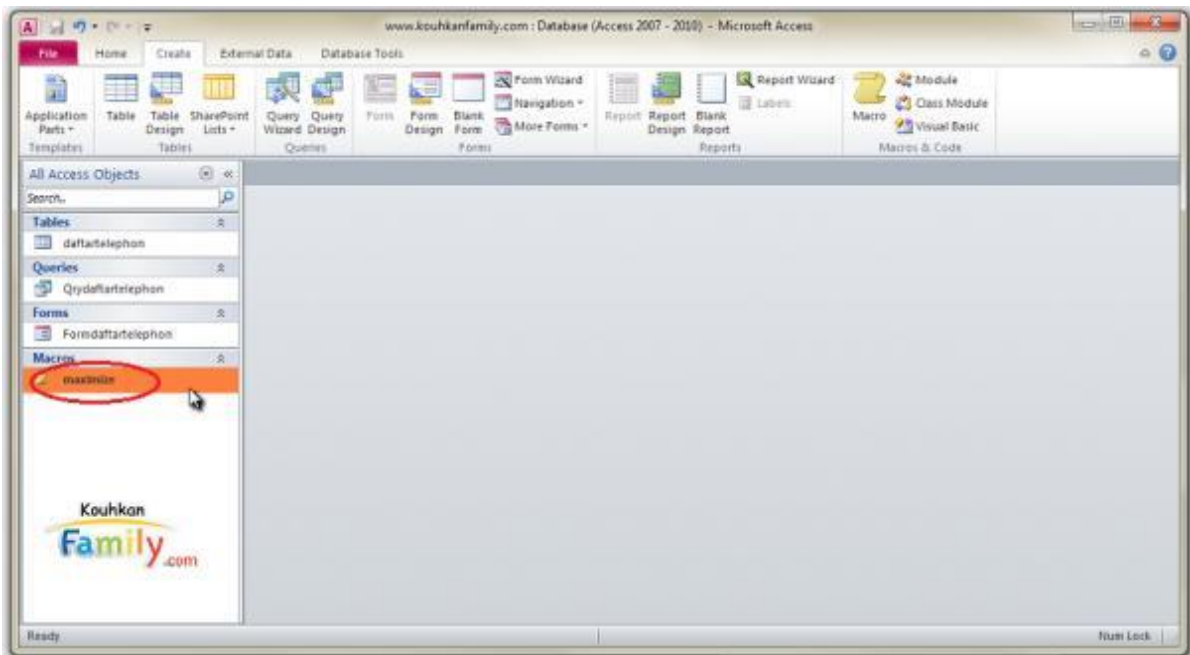 www.kouhkanfamily.com : Database (Access 2007 - 2010) - Microsoft Access
File Home Create External Data Database Tools
Application Parts
Table
Table Design
SharePoint Lists
Templates
Tables
Query Wizard
Query Design
Queries
Form
Form Design
Blank Form
Form Wizard
Navigation
More Forms
Forms
Report
Report Design
Blank Report
Report Wizard
Labels
Reports
Macro
Module
Class Module
Visual Basic
Macros & Code
All Access Objects
Search..
Tables
daftartelephon
Queries
Qrydaftartelephon
Forms
Formdaftartelephon
Macros
maximize
Kouhkan
Family.com
Ready
Num Lock